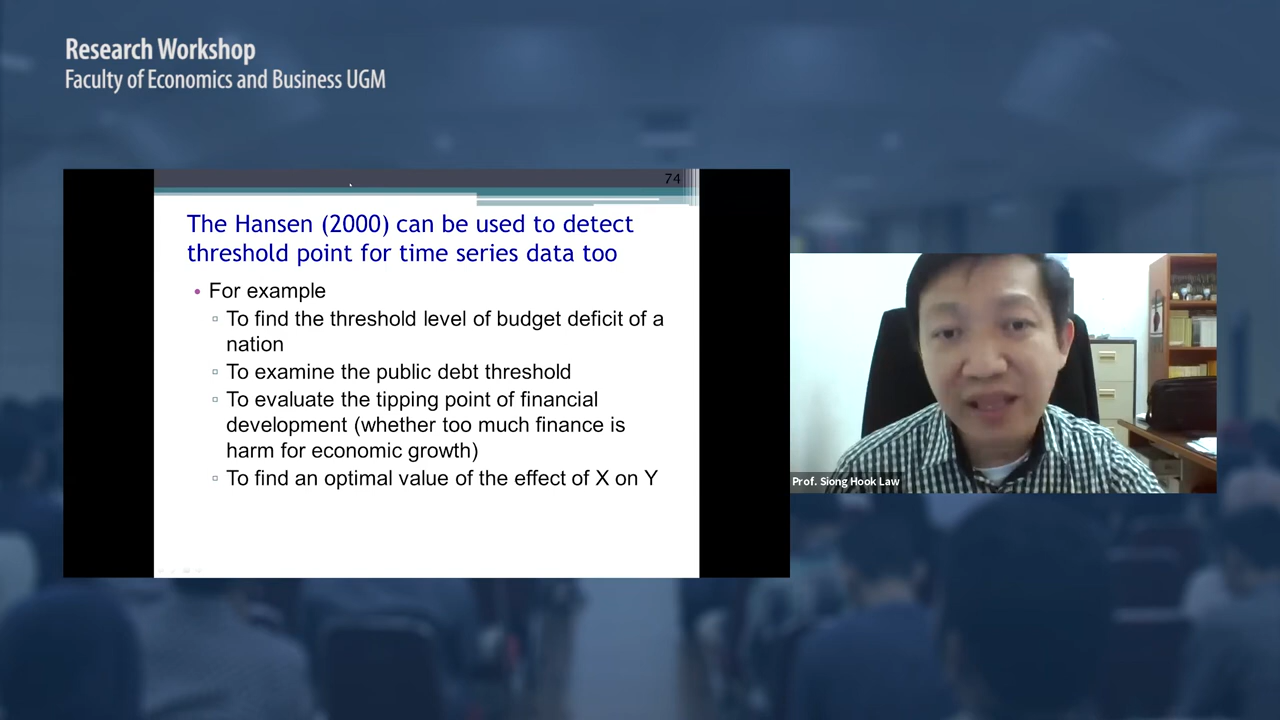 Research Workshop
Faculty of Economics and Business UGM
74
The Hansen (2000) can be used to detect
threshold point for time series data too
• For example
To find the threshold level of budget deficit of a
nation
To examine the public debt threshold
To evaluate the tipping point of financial
development (whether too much finance is
harm for economic growth)
To find an optimal value of the effect of X on Y
Prof. Siong Hook Law